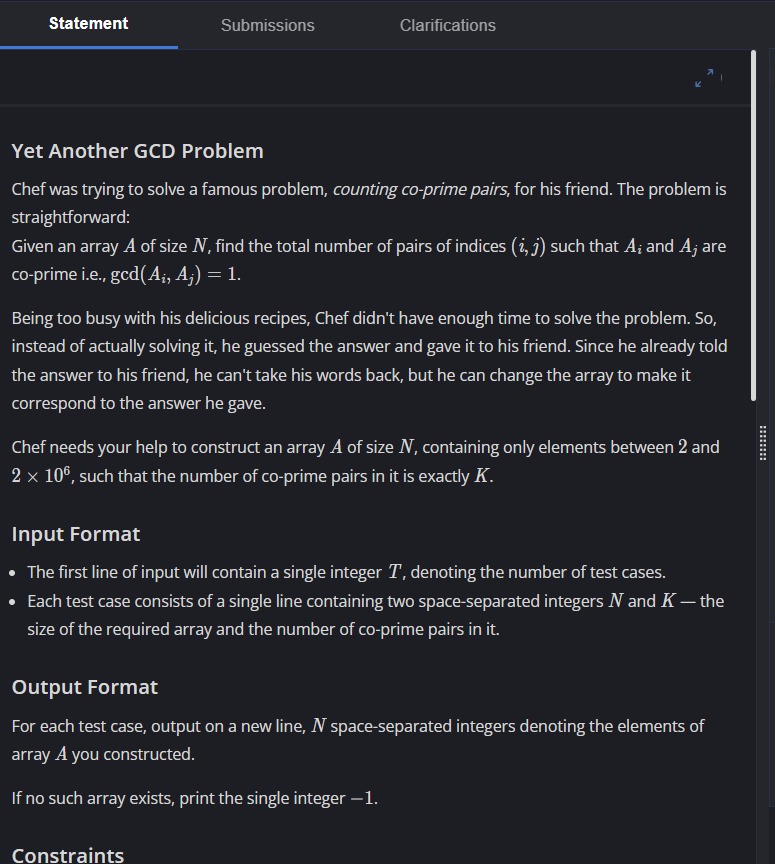 Statement
Submissions
Clarifications
Yet Another GCD Problem
Chef was trying to solve a famous problem, counting co-prime pairs, for his friend. The problem is
straightforward:
Given an array A of size N, find the total number of pairs of indices (i, j) such that Aᵢ and Aⱼ are
co-prime i.e., gcd(Aᵢ, Aⱼ) = 1.
Being too busy with his delicious recipes, Chef didn't have enough time to solve the problem. So,
instead of actually solving it, he guessed the answer and gave it to his friend. Since he already told
the answer to his friend, he can't take his words back, but he can change the array to make it
correspond to the answer he gave.
Chef needs your help to construct an array A of size N, containing only elements between 2 and
2 × 10⁶, such that the number of co-prime pairs in it is exactly K.
Input Format
• The first line of input will contain a single integer T, denoting the number of test cases.
• Each test case consists of a single line containing two space-separated integers N and K — the
size of the required array and the number of co-prime pairs in it.
Output Format
For each test case, output on a new line, N space-separated integers denoting the elements of
array A you constructed.
If no such array exists, print the single integer −1.
Constraints